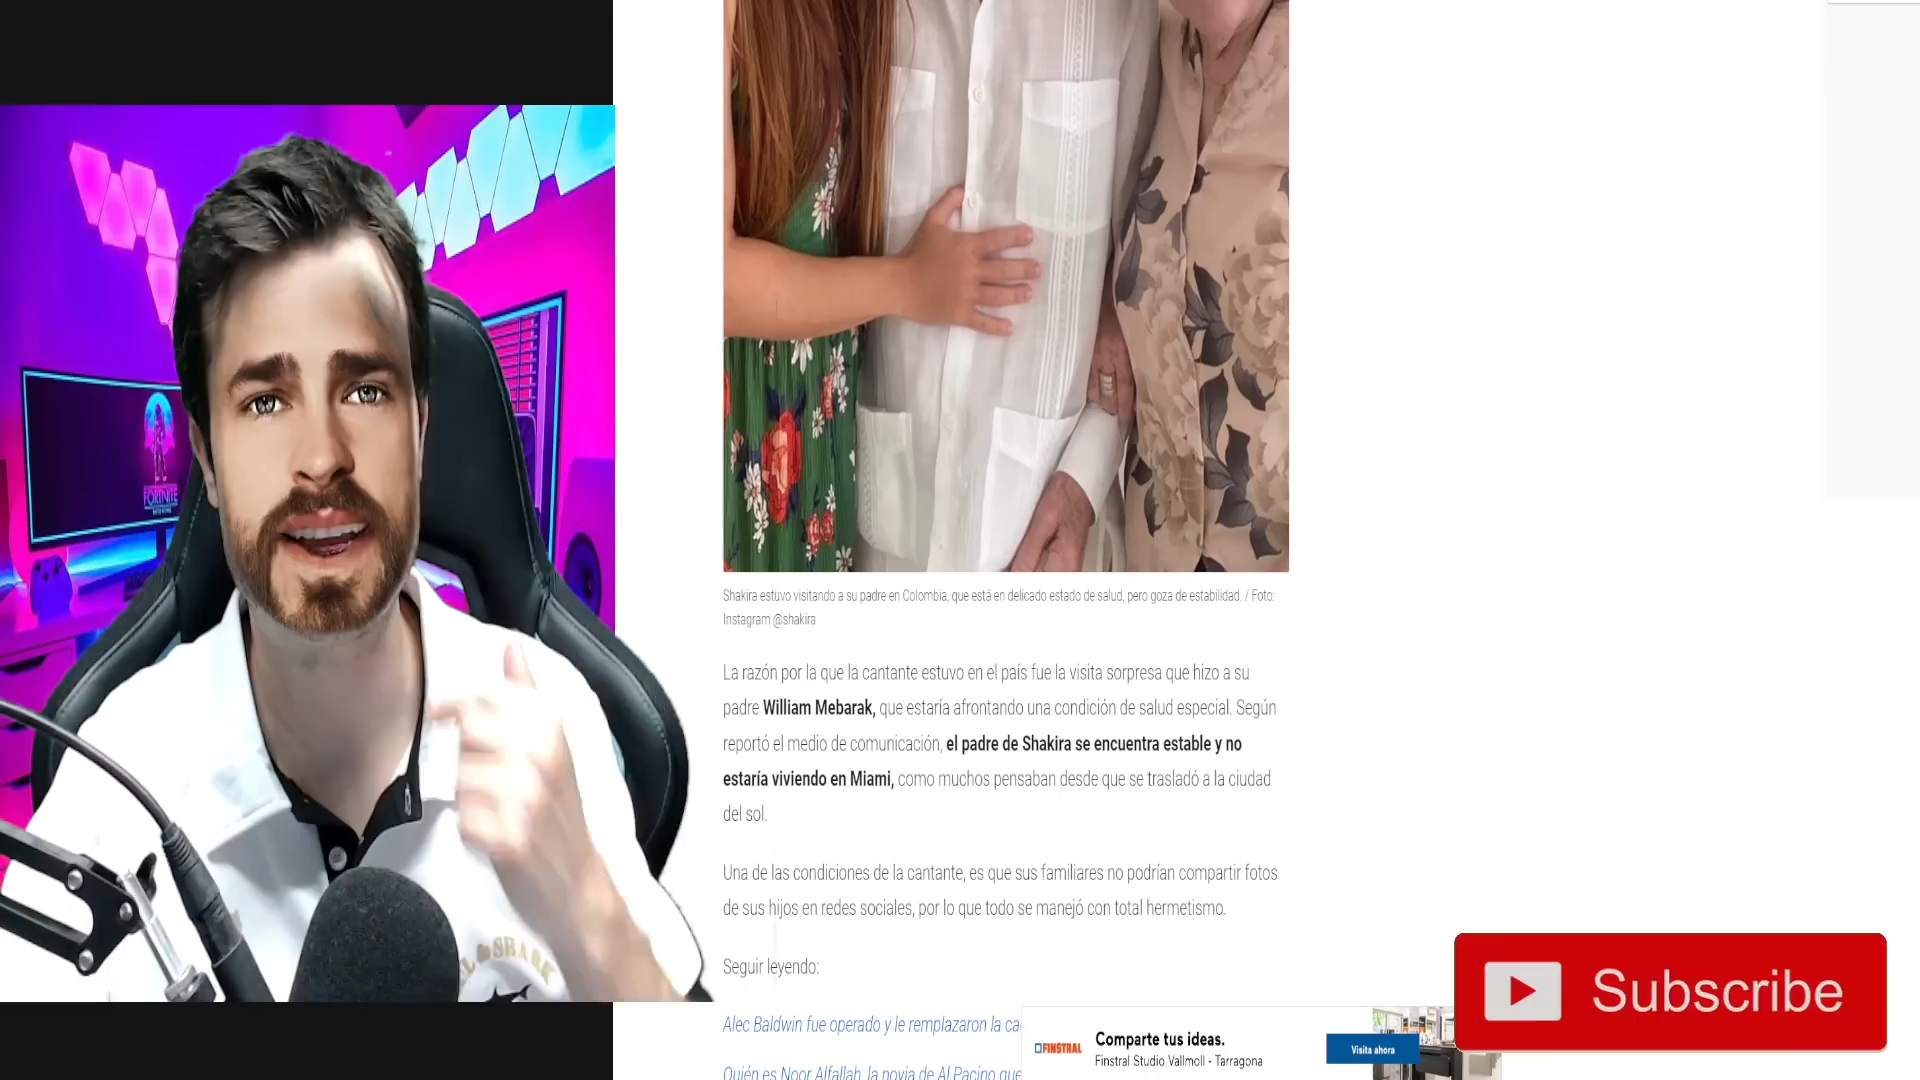 FORTNITE
Shakira estuvo visitando a su padre en Colombia, que está en delicado estado de salud, pero goza de estabilidad. / Foto:
Instagram @shakira
La razón por la que la cantante estuvo en el país fue la visita sorpresa que hizo a su
padre William Mebarak, que estaría afrontando una condición de salud especial. Según
reportó el medio de comunicación, el padre de Shakira se encuentra estable y no
estaría viviendo en Miami, como muchos pensaban desde que se trasladó a la ciudad
del sol.
Una de las condiciones de la cantante, es que sus familiares no podrían compartir fotos
de sus hijos en redes sociales, por lo que todo se manejó con total hermetismo.
Seguir leyendo:
Alec Baldwin fue operado y le remplazaron la ca
Quién es Noor Alfallah, la novia de Al Pacino que
FINSTRAL
Comparte tus ideas.
Finstral Studio Vallmoll - Tarragona
Visita ahora
Subscribe
& SHARK